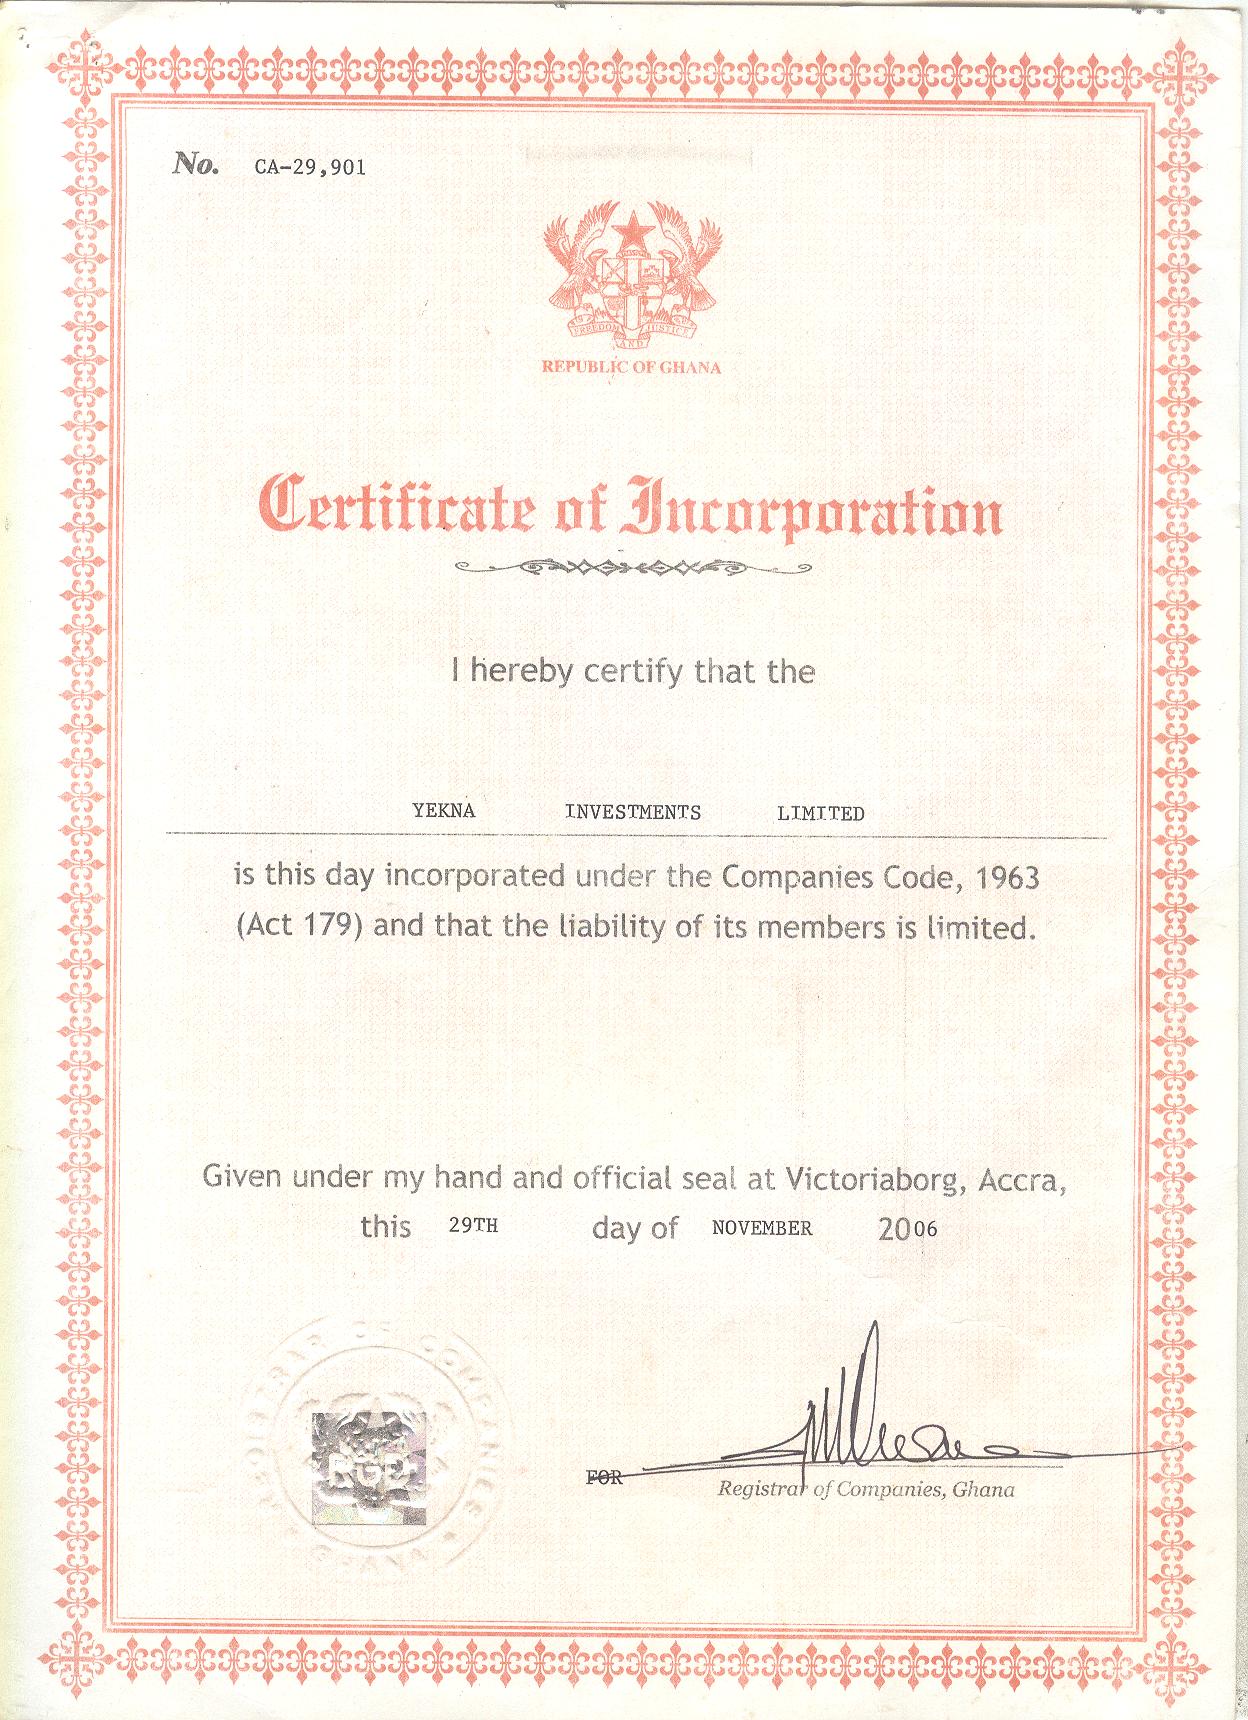 No. CA-29,901
FREEDOM AND JUSTICE
REPUBLIC OF GHANA
Certificate of Incorporation
I hereby certify that the
YEKNA INVESTMENTS LIMITED
is this day incorporated under the Companies Code, 1963
(Act 179) and that the liability of its members is limited.
Given under my hand and official seal at Victoriaborg, Accra,
this 29TH day of NOVEMBER 2006
REGISTRAR OF COMPANIES
RGD
GHANA
FOR
Registrar of Companies, Ghana